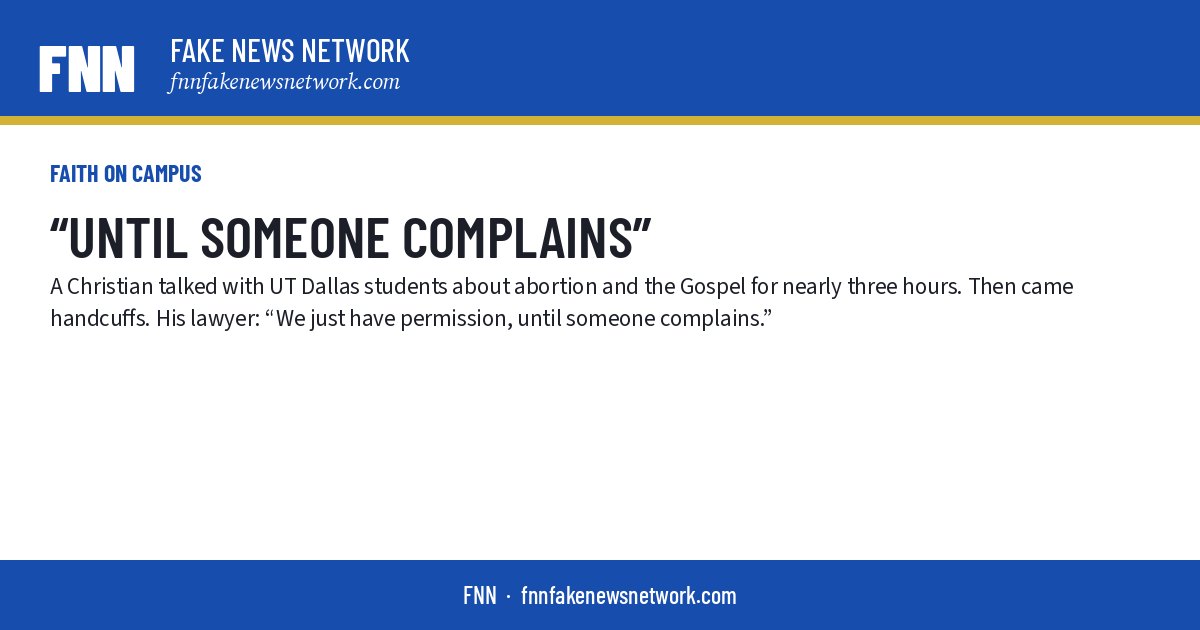 FNN
FAKE NEWS NETWORK
fnnfakenewsnetwork.com
FAITH ON CAMPUS
“UNTIL SOMEONE COMPLAINS”
A Christian talked with UT Dallas students about abortion and the Gospel for nearly three hours. Then came
handcuffs. His lawyer: “We just have permission, until someone complains.”
FNN · fnnfakenewsnetwork.com